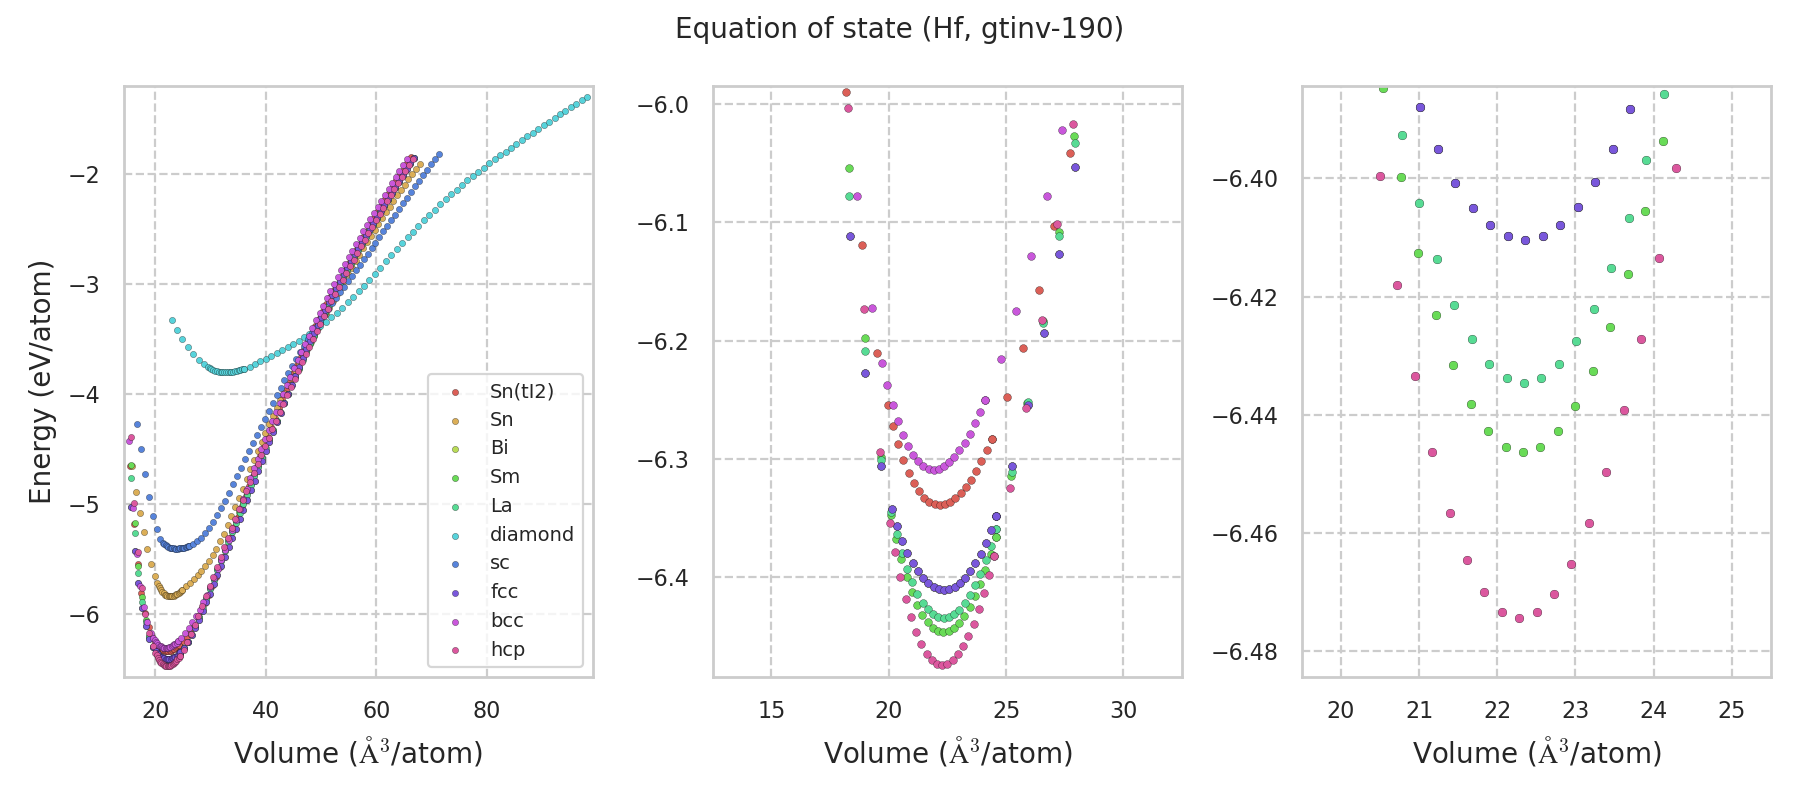 Equation of state (Hf, gtinv-190)
Energy (eV/atom)
−2
−3
−4
−5
−6
20 40 60 80
Volume (Å³/atom)
Sn(tI2)
Sn
Bi
Sm
La
diamond
sc
fcc
bcc
hcp
−6.0
−6.1
−6.2
−6.3
−6.4
15 20 25 30
Volume (Å³/atom)
−6.40
−6.42
−6.44
−6.46
−6.48
20 21 22 23 24 25
Volume (Å³/atom)